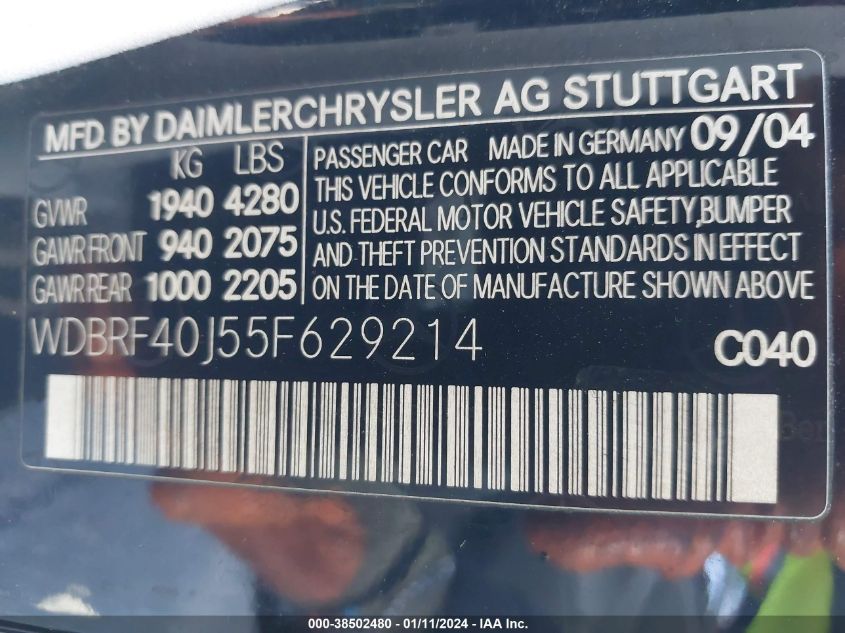 MFD BY DAIMLERCHRYSLER AG STUTTGART
KG LBS
GVWR 1940 4280
GAWR FRONT 940 2075
GAWR REAR 1000 2205
PASSENGER CAR MADE IN GERMANY 09/04
THIS VEHICLE CONFORMS TO ALL APPLICABLE
U.S. FEDERAL MOTOR VEHICLE SAFETY,BUMPER
AND THEFT PREVENTION STANDARDS IN EFFECT
ON THE DATE OF MANUFACTURE SHOWN ABOVE
WDBRF40J55F629214
C040
000-38502480 - 01/11/2024 - IAA Inc.